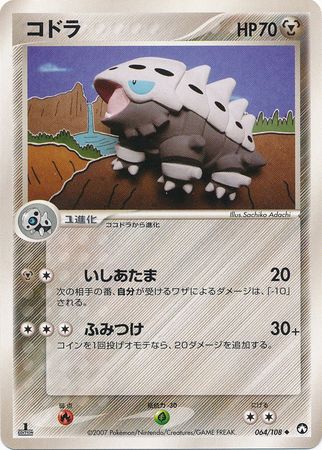 コドラ HP70
Illus.Sachiko Adachi
1進化 ココドラから進化
いしあたま 20
次の相手の番、自分が受けるワザによるダメージは、「-10」
される。
ふみつけ 30+
コインを1回投げオモテなら、20ダメージを追加する。
弱点 抵抗力 -30 にげる
1 EDITION ©2007 Pokémon/Nintendo/Creatures/GAME FREAK. 064/108